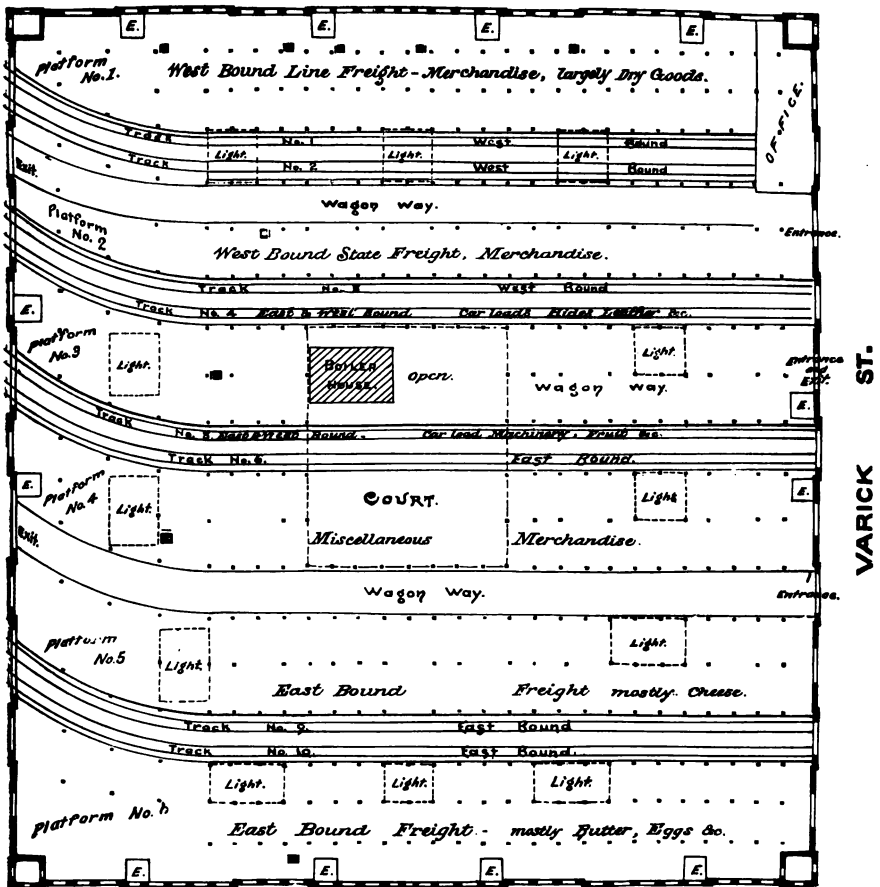 E. E. E. E.
Platform No. 1.
West Bound Line Freight - Merchandise, largely Dry Goods.
OFFICE.
Track No. 1 West Bound
Light. Light. Light.
Track No. 2 West Bound
Exit.
Wagon Way.
Platform No. 2
Entrance.
West Bound State Freight, Merchandise.
Track No. 3 West Bound
Track No. 4 East & West Bound Car loads Hides Leather &c.
E.
Platform No. 3
Light.
BOILER HOUSE.
open.
Light.
Wagon Way.
Entrance and Exit.
VARICK ST.
E.
Track No. 5 East & West Bound. Car load, Machinery, Fruit &c.
Track No. 6. East Bound.
E.
Platform No. 4
Light.
COURT.
Light.
E.
Exit.
Miscellaneous Merchandise.
Wagon Way.
Entrance.
Platform No. 5
Light.
Light.
East Bound Freight mostly Cheese.
Track No. 9. East Bound
Track No. 10. East Bound.
Light. Light. Light.
Platform No.
East Bound Freight - mostly Butter, Eggs &c.
E. E. E. E.